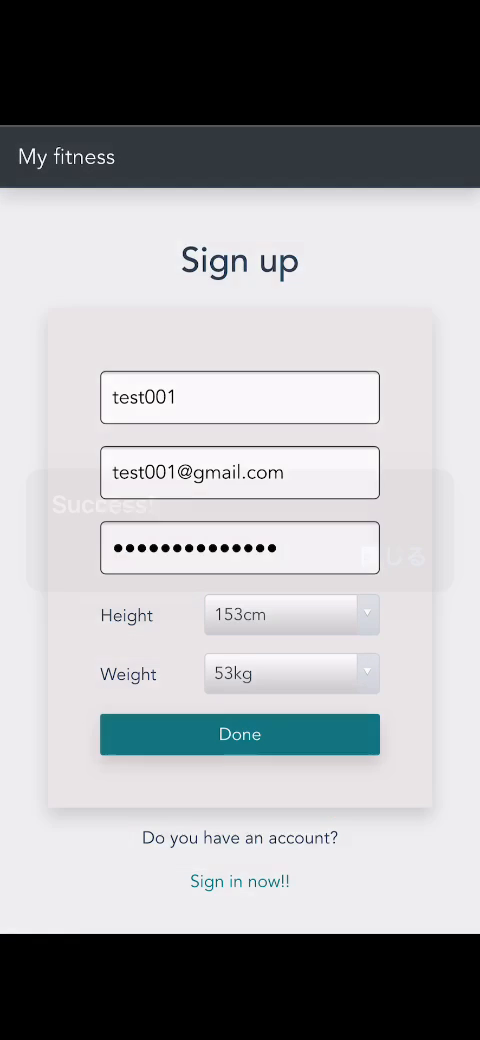 My fitness
Sign up
test001
test001@gmail.com
Success!
••••••••••••••
閉じる
Height 153cm
Weight 53kg
Done
Do you have an account?
Sign in now!!